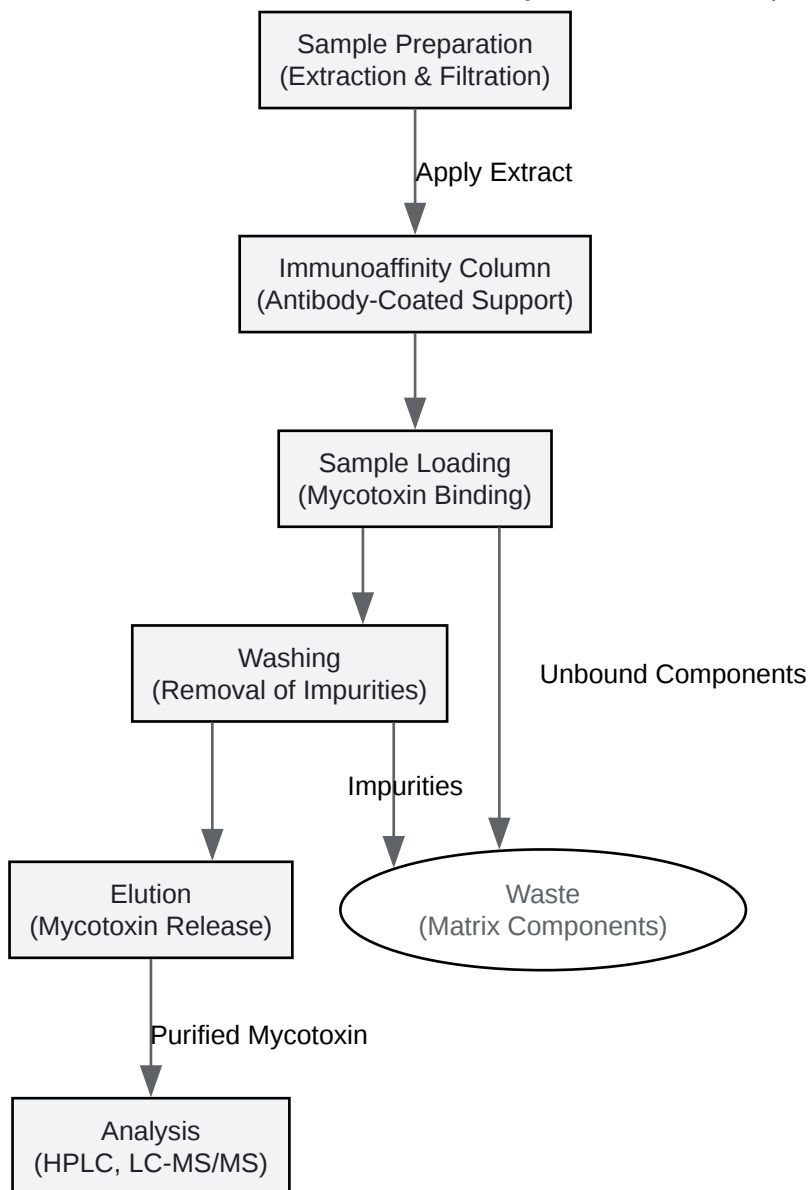 Sample Preparation
(Extraction & Filtration)
Apply Extract
Immunoaffinity Column
(Antibody-Coated Support)
Sample Loading
(Mycotoxin Binding)
Washing
(Removal of Impurities)
Unbound Components
Impurities
Elution
(Mycotoxin Release)
Waste
(Matrix Components)
Purified Mycotoxin
Analysis
(HPLC, LC-MS/MS)